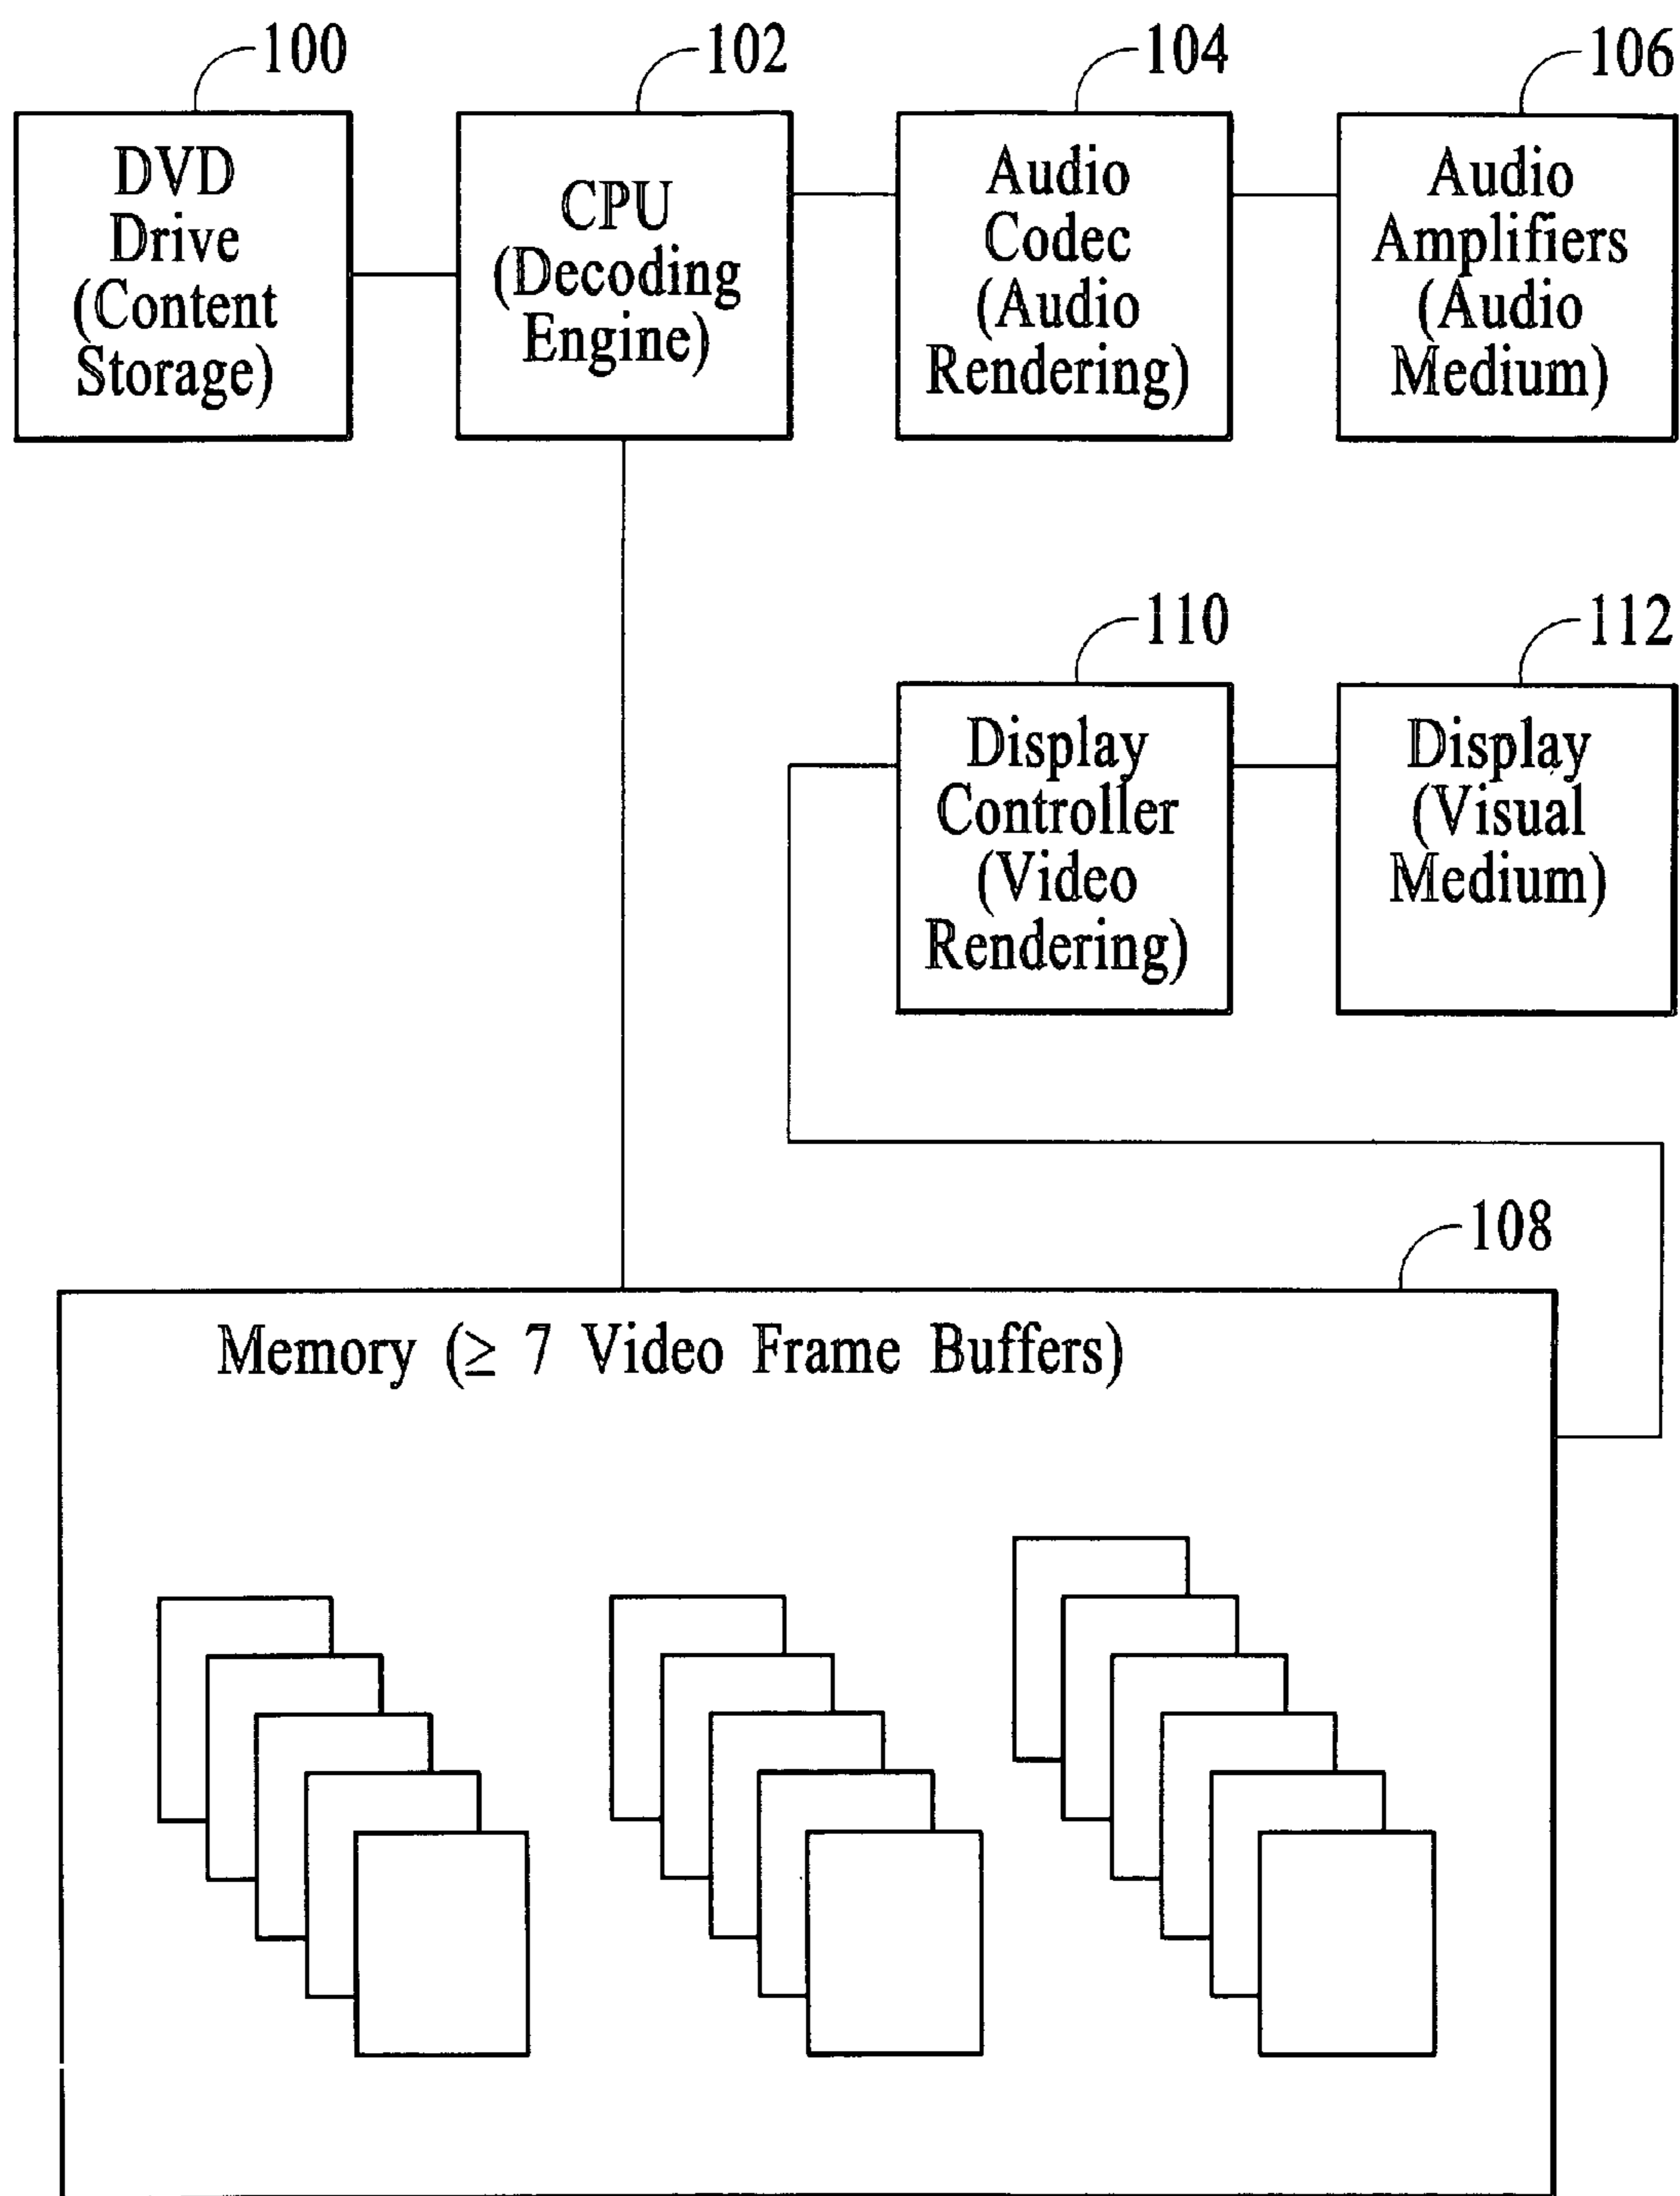 100
102
104
106
DVD
Drive
(Content
Storage)
CPU
(Decoding
Engine)
Audio
Codec
(Audio
Rendering)
Audio
Amplifiers
(Audio
Medium)
110
112
Display
Controller
(Video
Rendering)
Display
(Visual
Medium)
108
Memory (≥ 7 Video Frame Buffers)